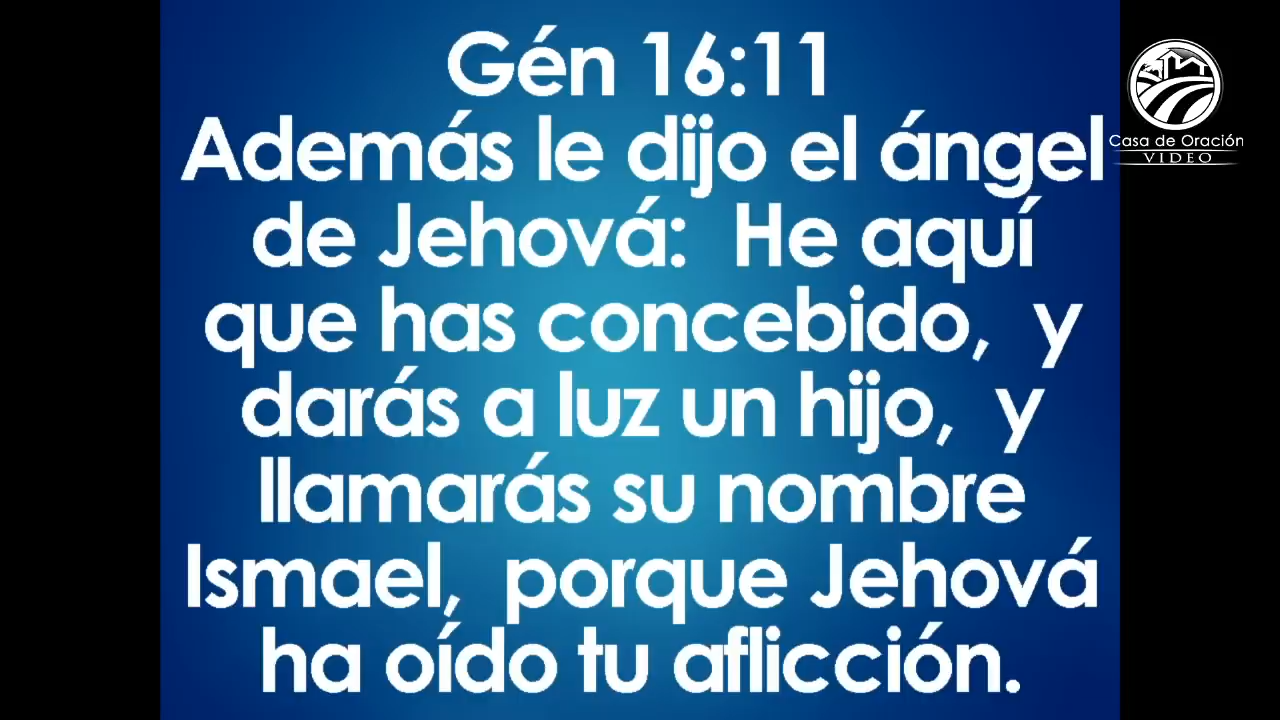 Gén 16:11
Además le dijo el ángel
de Jehová:  He aquí
que has concebido,  y
darás a luz un hijo,  y
llamarás su nombre
Ismael,  porque Jehová
ha oído tu aflicción.
Casa de Oración
VIDEO